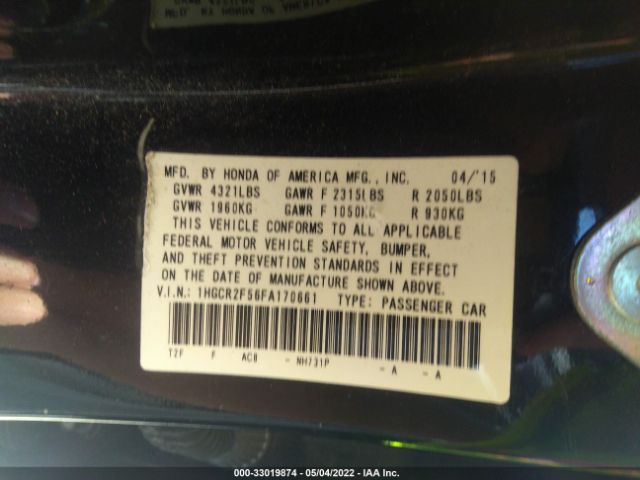 MFD. BY HONDA OF AMERICA MFG., INC. 04/'15
GVWR 4321LBS GAWR F 2315LBS R 2050LBS
GVWR 1960KG GAWR F 1050KG R 930KG
THIS VEHICLE CONFORMS TO ALL APPLICABLE
FEDERAL MOTOR VEHICLE SAFETY, BUMPER,
AND THEFT PREVENTION STANDARDS IN EFFECT
ON THE DATE OF MANUFACTURE SHOWN ABOVE.
V.I.N.: 1HGCR2F56FA170661 TYPE: PASSENGER CAR
T2F F AC8 - NH731P - A - A
000-33019874 - 05/04/2022 - IAA Inc.